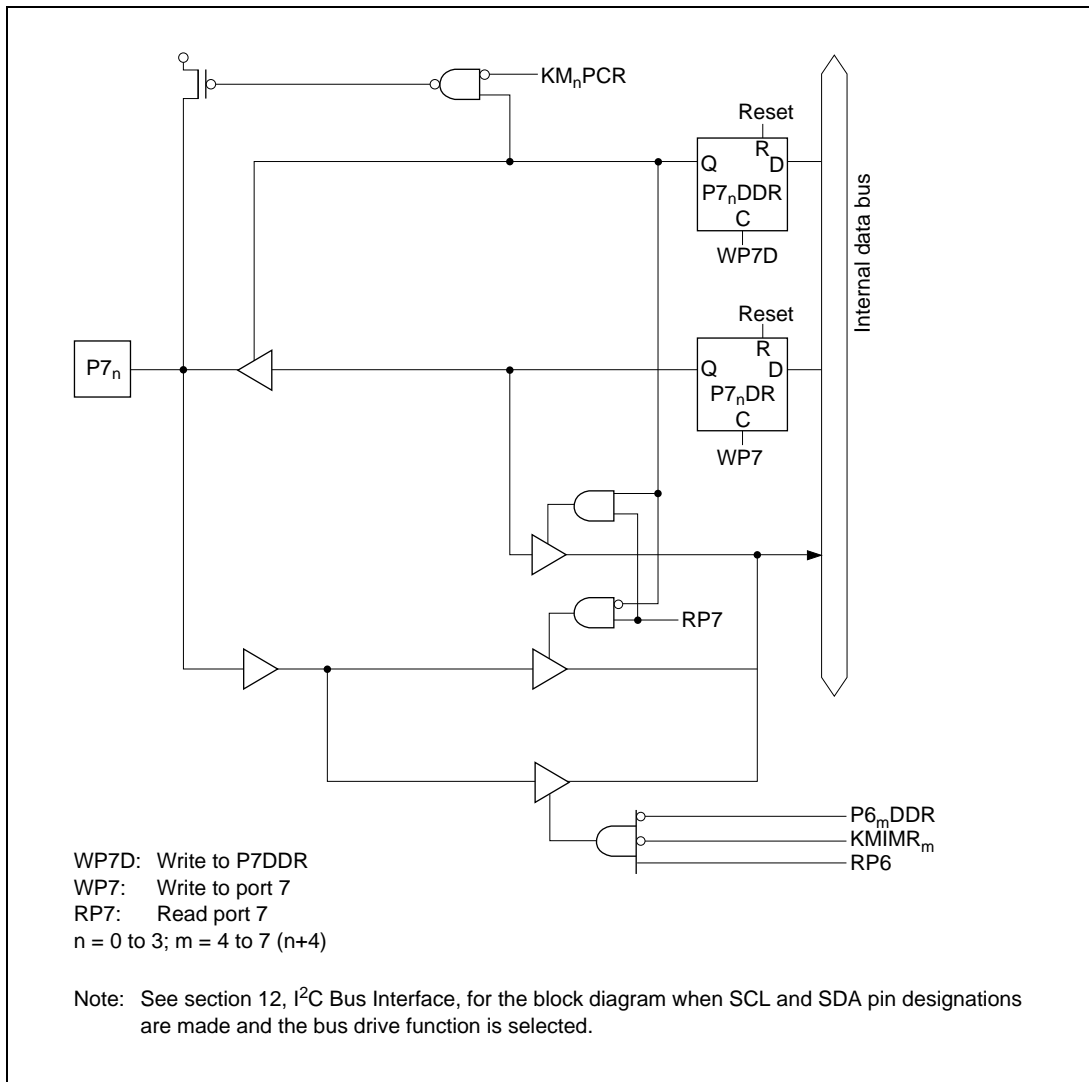 KMnPCR
Reset
R
Q D
P7nDDR
C
WP7D
Internal data bus
Reset
R
Q D
P7nDR
C
WP7
P7n
RP7
P6mDDR
KMIMRm
RP6
WP7D: Write to P7DDR
WP7: Write to port 7
RP7: Read port 7
n = 0 to 3; m = 4 to 7 (n+4)
Note: See section 12, I²C Bus Interface, for the block diagram when SCL and SDA pin designations
are made and the bus drive function is selected.